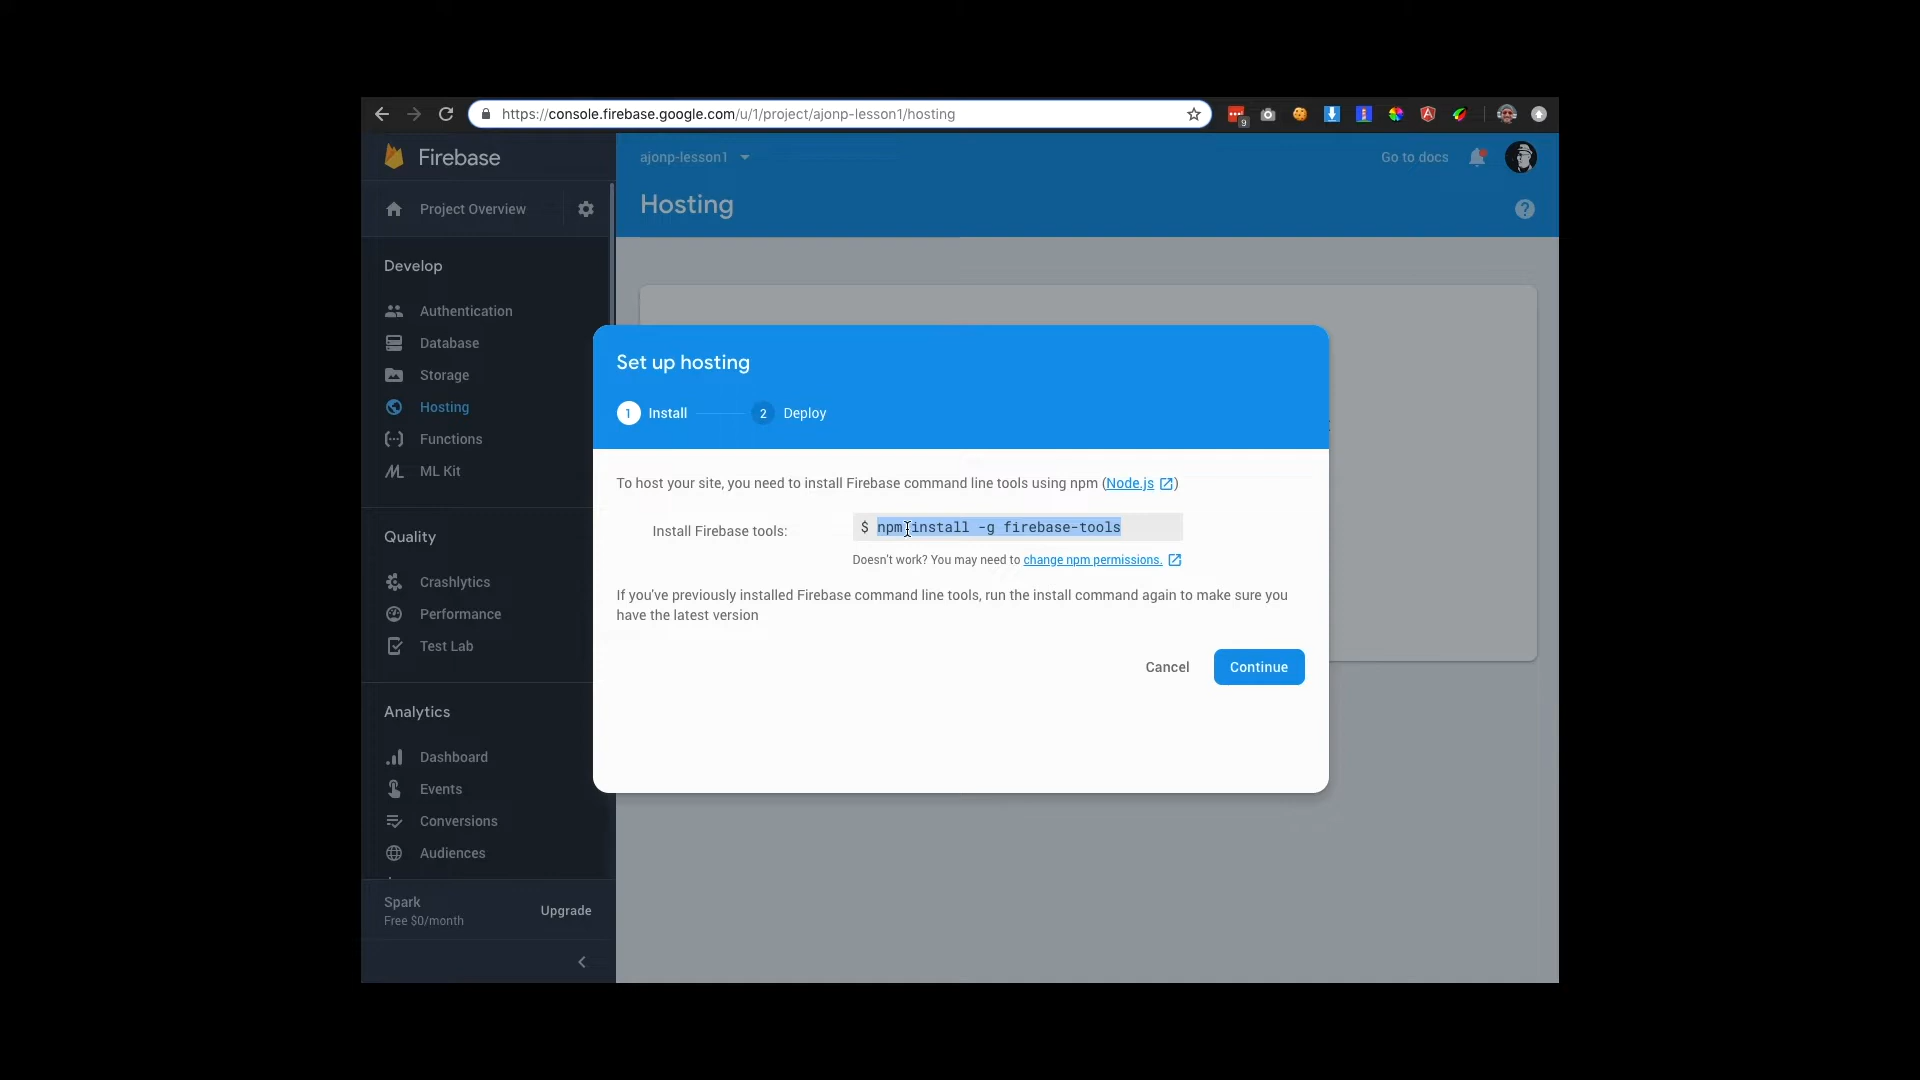 https://console.firebase.google.com/u/1/project/ajonp-lesson1/hosting
9
Firebase
ajonp-lesson1
Go to docs
Project Overview
Hosting
Develop
Authentication
Database
Storage
Hosting
Functions
ML Kit
Quality
Crashlytics
Performance
Test Lab
Analytics
Dashboard
Events
Conversions
Audiences
Spark
Free $0/month
Upgrade
Set up hosting
1 Install 2 Deploy
To host your site, you need to install Firebase command line tools using npm (Node.js)
Install Firebase tools:
$ npm install -g firebase-tools
Doesn't work? You may need to change npm permissions.
If you've previously installed Firebase command line tools, run the install command again to make sure you
have the latest version
Cancel
Continue